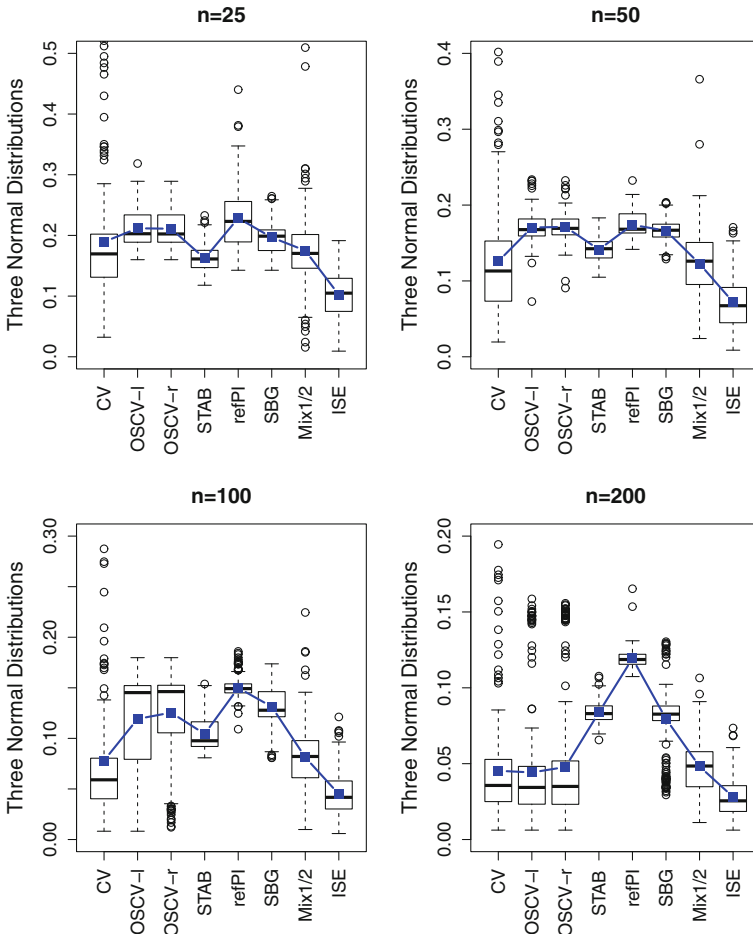 n=25
Three Normal Distributions
0.0 0.1 0.2 0.3 0.4 0.5
CV OSCV-l OSCV-r STAB refPI SBG Mix1/2 ISE
n=50
Three Normal Distributions
0.0 0.1 0.2 0.3 0.4
CV OSCV-l OSCV-r STAB refPI SBG Mix1/2 ISE
n=100
Three Normal Distributions
0.00 0.10 0.20 0.30
CV OSCV-l OSCV-r STAB refPI SBG Mix1/2 ISE
n=200
Three Normal Distributions
0.00 0.05 0.10 0.15 0.20
CV OSCV-l OSCV-r STAB refPI SBG Mix1/2 ISE